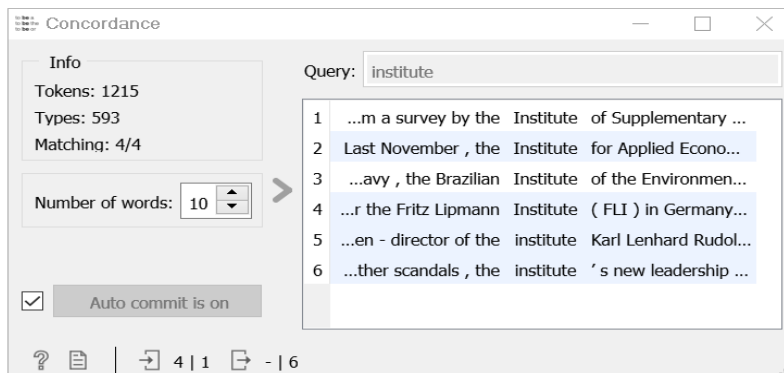 Concordance
Info
Tokens: 1215
Types: 593
Matching: 4/4
Number of words: 10
Auto commit is on
Query: institute
1 ...m a survey by the Institute of Supplementary ...
2 Last November , the Institute for Applied Econo...
3 ...avy , the Brazilian Institute of the Environmen...
4 ...r the Fritz Lipmann Institute ( FLI ) in Germany...
5 ...en - director of the institute Karl Lenhard Rudol...
6 ...ther scandals , the institute ´s new leadership ...
? 4 | 1 - | 6